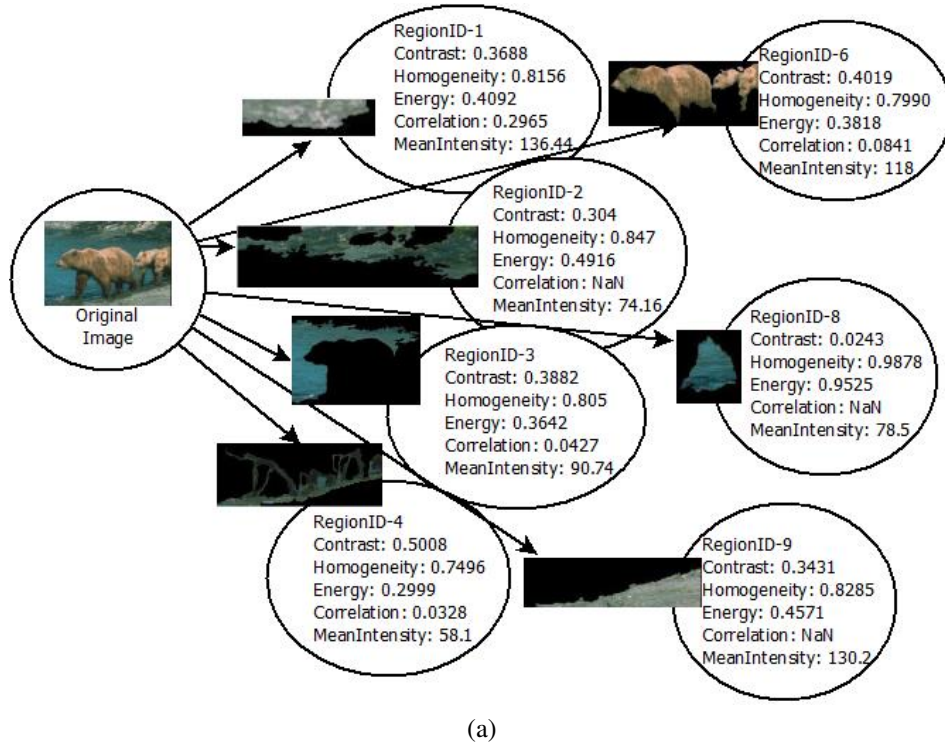 RegionID-1
Contrast: 0.3688
Homogeneity: 0.8156
Energy: 0.4092
Correlation: 0.2965
MeanIntensity: 136.44
RegionID-6
Contrast: 0.4019
Homogeneity: 0.7990
Energy: 0.3818
Correlation: 0.0841
MeanIntensity: 118
RegionID-2
Contrast: 0.304
Homogeneity: 0.847
Energy: 0.4916
Correlation: NaN
MeanIntensity: 74.16
Original
Image
RegionID-8
Contrast: 0.0243
Homogeneity: 0.9878
Energy: 0.9525
Correlation: NaN
MeanIntensity: 78.5
RegionID-3
Contrast: 0.3882
Homogeneity: 0.805
Energy: 0.3642
Correlation: 0.0427
MeanIntensity: 90.74
RegionID-4
Contrast: 0.5008
Homogeneity: 0.7496
Energy: 0.2999
Correlation: 0.0328
MeanIntensity: 58.1
RegionID-9
Contrast: 0.3431
Homogeneity: 0.8285
Energy: 0.4571
Correlation: NaN
MeanIntensity: 130.2
(a)